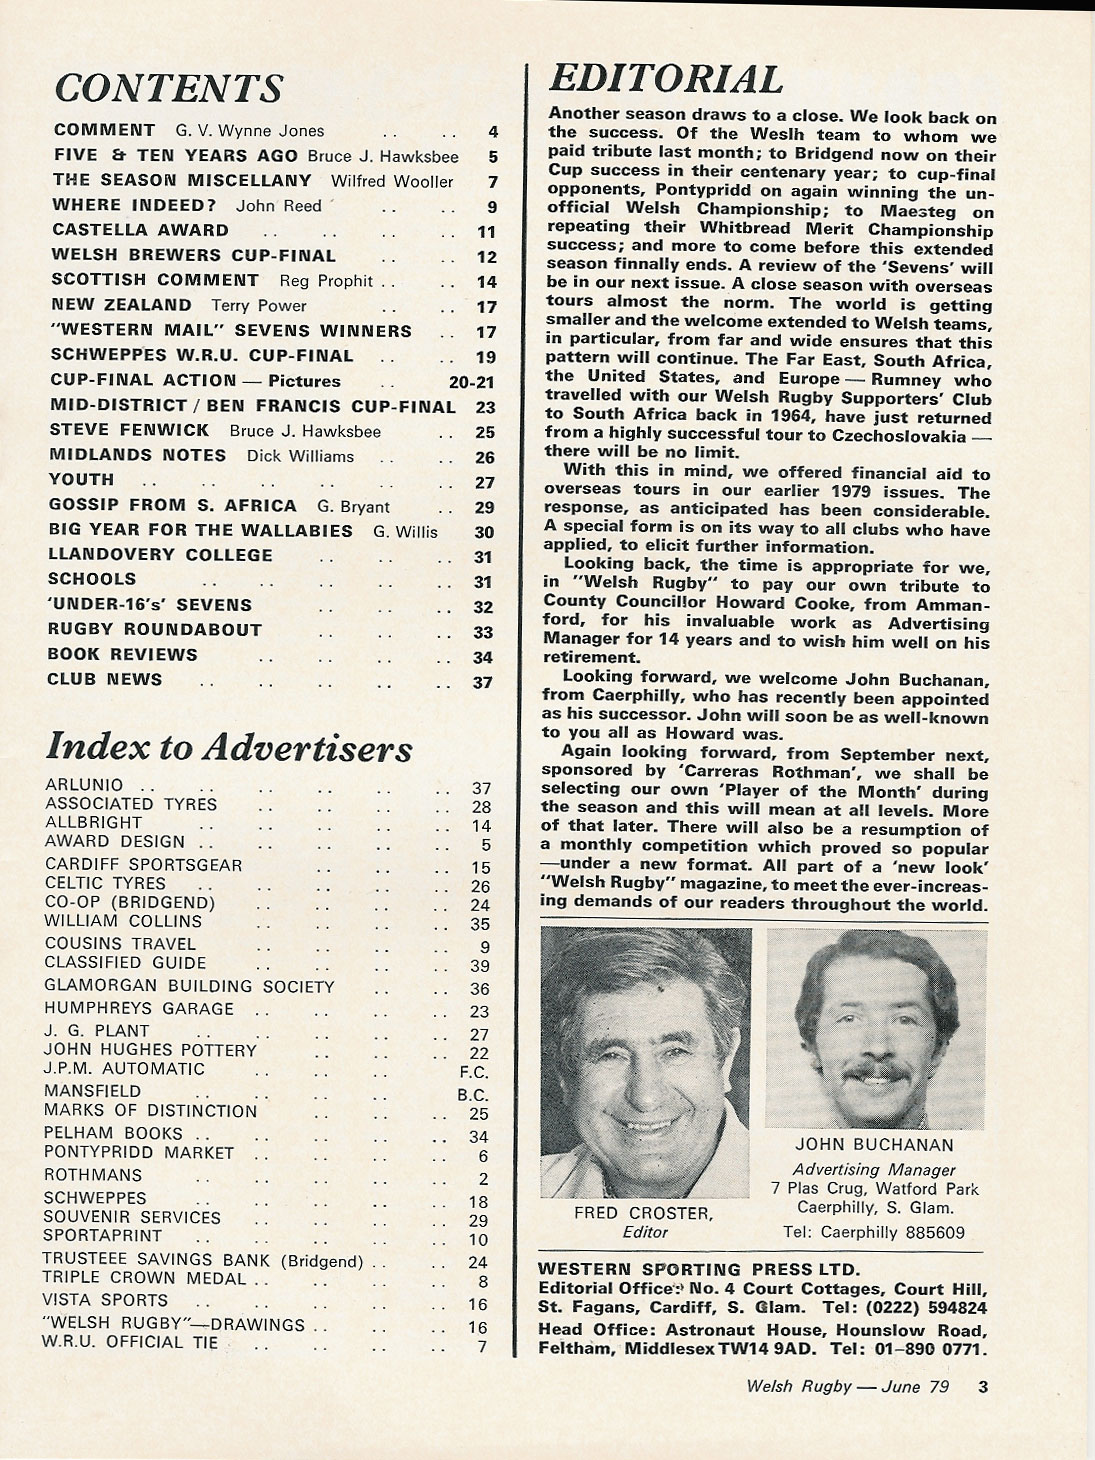 CONTENTS
COMMENT G. V. Wynne Jones .. .. 4
FIVE & TEN YEARS AGO Bruce J. Hawksbee 5
THE SEASON MISCELLANY Wilfred Wooller 7
WHERE INDEED? John Reed .. .. 9
CASTELLA AWARD .. .. .. .. 11
WELSH BREWERS CUP-FINAL .. .. 12
SCOTTISH COMMENT Reg Prophit .. .. 14
NEW ZEALAND Terry Power .. .. 17
"WESTERN MAIL" SEVENS WINNERS .. 17
SCHWEPPES W.R.U. CUP-FINAL .. .. 19
CUP-FINAL ACTION — Pictures .. 20-21
MID-DISTRICT / BEN FRANCIS CUP-FINAL 23
STEVE FENWICK Bruce J. Hawksbee .. 25
MIDLANDS NOTES Dick Williams .. .. 26
YOUTH .. .. .. .. .. .. 27
GOSSIP FROM S. AFRICA G. Bryant .. 29
BIG YEAR FOR THE WALLABIES G. Willis 30
LLANDOVERY COLLEGE .. .. .. 31
SCHOOLS .. .. .. .. .. 31
'UNDER-16's' SEVENS .. .. .. 32
RUGBY ROUNDABOUT .. .. .. 33
BOOK REVIEWS .. .. .. .. 34
CLUB NEWS .. .. .. .. .. 37
Index to Advertisers
ARLUNIO .. .. .. .. .. .. 37
ASSOCIATED TYRES .. .. .. .. 28
ALLBRIGHT .. .. .. .. .. 14
AWARD DESIGN .. .. .. .. .. 5
CARDIFF SPORTSGEAR .. .. .. 15
CELTIC TYRES .. .. .. .. .. 26
CO-OP (BRIDGEND) .. .. .. .. 24
WILLIAM COLLINS .. .. .. .. 35
COUSINS TRAVEL .. .. .. .. 9
CLASSIFIED GUIDE .. .. .. .. 39
GLAMORGAN BUILDING SOCIETY .. .. 36
HUMPHREYS GARAGE .. .. .. .. 23
J. G. PLANT .. .. .. .. .. 27
JOHN HUGHES POTTERY .. .. .. 22
J.P.M. AUTOMATIC .. .. .. F.C.
MANSFIELD .. .. .. .. B.C.
MARKS OF DISTINCTION .. .. .. 25
PELHAM BOOKS .. .. .. .. .. 34
PONTYPRIDD MARKET .. .. .. .. 6
ROTHMANS .. .. .. .. .. 2
SCHWEPPES .. .. .. .. .. 18
SOUVENIR SERVICES .. .. .. .. 29
SPORTAPRINT .. .. .. .. .. 10
TRUSTEEE SAVINGS BANK (Bridgend) .. .. 24
TRIPLE CROWN MEDAL .. .. .. .. 8
VISTA SPORTS .. .. .. .. .. 16
"WELSH RUGBY"—DRAWINGS .. .. .. 16
W.R.U. OFFICIAL TIE .. .. .. .. 7
EDITORIAL
Another season draws to a close. We look back on
the success. Of the Weslh team to whom we
paid tribute last month; to Bridgend now on their
Cup success in their centenary year; to cup-final
opponents, Pontypridd on again winning the un-
official Welsh Championship; to Maesteg on
repeating their Whitbread Merit Championship
success; and more to come before this extended
season finnally ends. A review of the 'Sevens' will
be in our next issue. A close season with overseas
tours almost the norm. The world is getting
smaller and the welcome extended to Welsh teams,
in particular, from far and wide ensures that this
pattern will continue. The Far East, South Africa,
the United States, and Europe — Rumney who
travelled with our Welsh Rugby Supporters' Club
to South Africa back in 1964, have just returned
from a highly successful tour to Czechoslovakia —
there will be no limit.
With this in mind, we offered financial aid to
overseas tours in our earlier 1979 issues. The
response, as anticipated has been considerable.
A special form is on its way to all clubs who have
applied, to elicit further information.
Looking back, the time is appropriate for we,
in "Welsh Rugby" to pay our own tribute to
County Councillor Howard Cooke, from Amman-
ford, for his invaluable work as Advertising
Manager for 14 years and to wish him well on his
retirement.
Looking forward, we welcome John Buchanan,
from Caerphilly, who has recently been appointed
as his successor. John will soon be as well-known
to you all as Howard was.
Again looking forward, from September next,
sponsored by 'Carreras Rothman', we shall be
selecting our own 'Player of the Month' during
the season and this will mean at all levels. More
of that later. There will also be a resumption of
a monthly competition which proved so popular
—under a new format. All part of a 'new look'
"Welsh Rugby" magazine, to meet the ever-increas-
ing demands of our readers throughout the world.
FRED CROSTER,
Editor
JOHN BUCHANAN
Advertising Manager
7 Plas Crug, Watford Park
Caerphilly, S. Glam.
Tel: Caerphilly 885609
WESTERN SPORTING PRESS LTD.
Editorial Office: No. 4 Court Cottages, Court Hill,
St. Fagans, Cardiff, S. Glam. Tel: (0222) 594824
Head Office: Astronaut House, Hounslow Road,
Feltham, Middlesex TW14 9AD. Tel: 01–890 0771.
Welsh Rugby — June 79 3